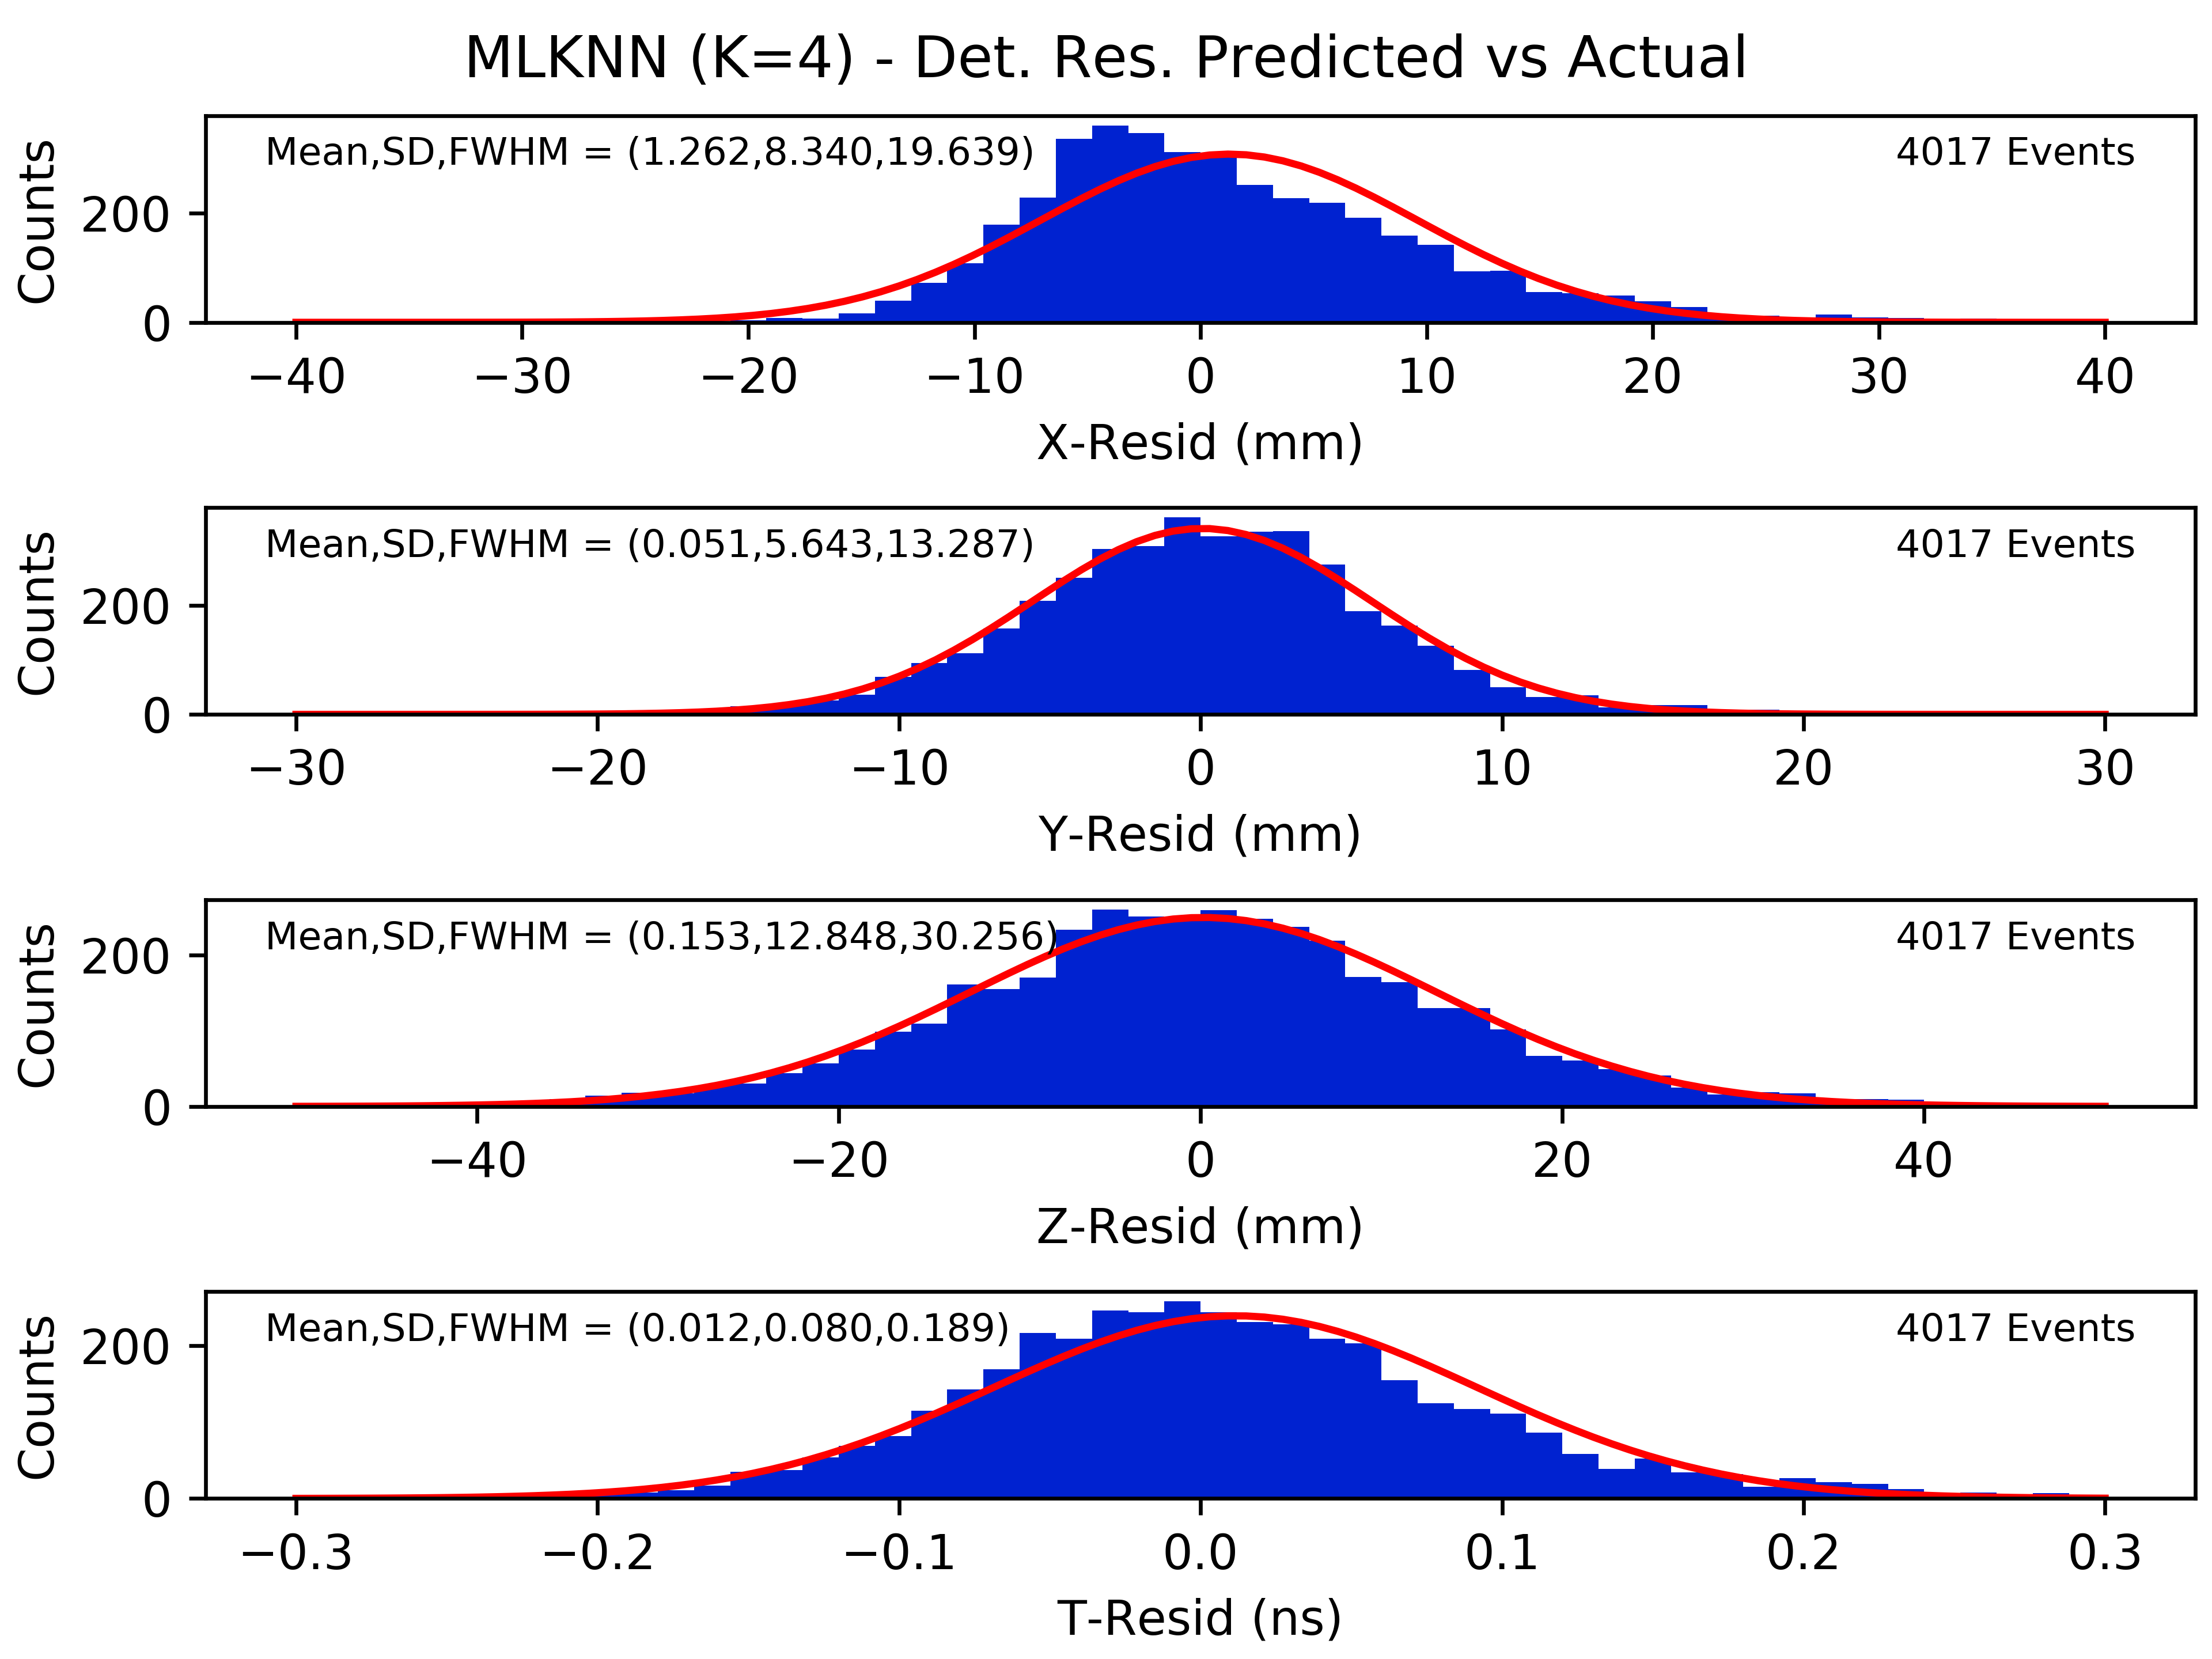 MLKNN (K=4) - Det. Res. Predicted vs Actual
Mean,SD,FWHM = (1.262,8.340,19.639)
4017 Events
Counts
200
0
−40 −30 −20 −10 0 10 20 30 40
X-Resid (mm)
Mean,SD,FWHM = (0.051,5.643,13.287)
4017 Events
Counts
200
0
−30 −20 −10 0 10 20 30
Y-Resid (mm)
Mean,SD,FWHM = (0.153,12.848,30.256)
4017 Events
Counts
200
0
−40 −20 0 20 40
Z-Resid (mm)
Mean,SD,FWHM = (0.012,0.080,0.189)
4017 Events
Counts
200
0
−0.3 −0.2 −0.1 0.0 0.1 0.2 0.3
T-Resid (ns)